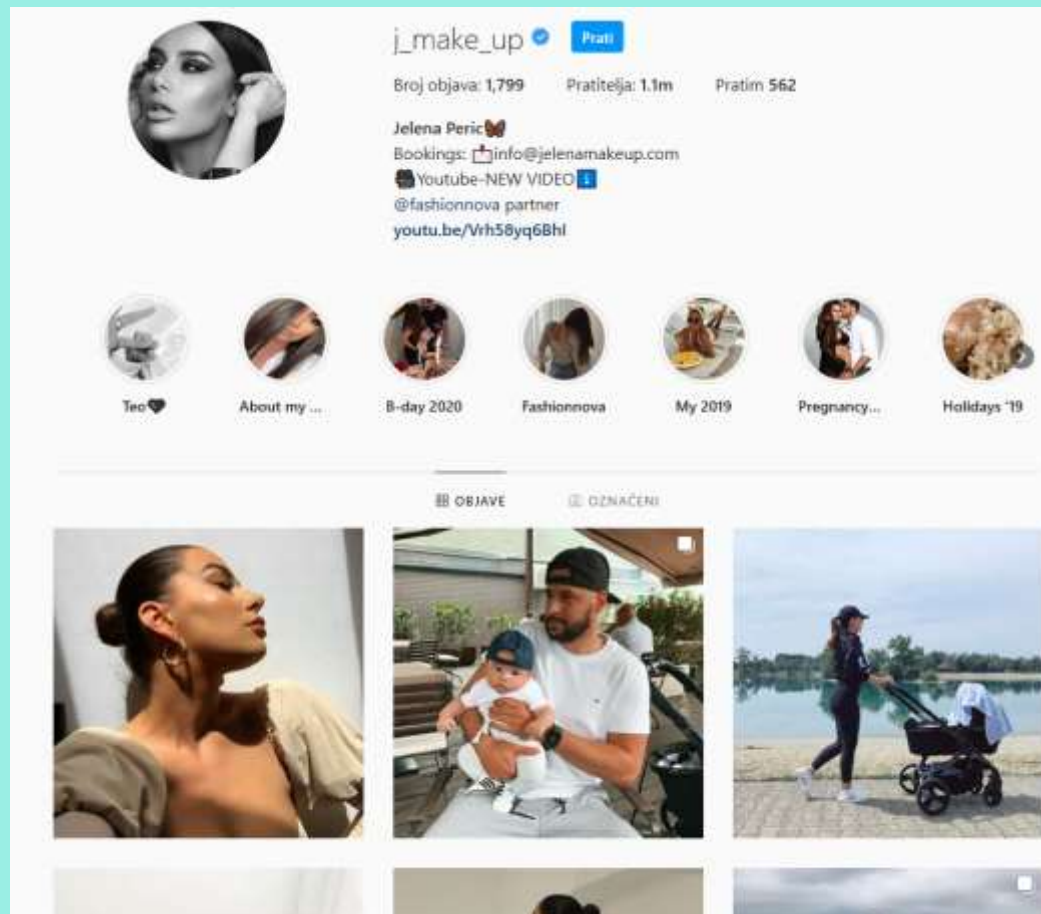 j_make_up Prati
Broj objava: 1,799 Pratitelja: 1.1m Pratim 562
Jelena Peric🦋
Bookings: 📩info@jelenamakeup.com
🎥Youtube-NEW VIDEO⬇️
@fashionnova partner
youtu.be/Vrh58yq6BhI
Teo🖤 About my ... B-day 2020 Fashionnova My 2019 Pregnancy... Holidays '19
OBJAVE OZNAČENI